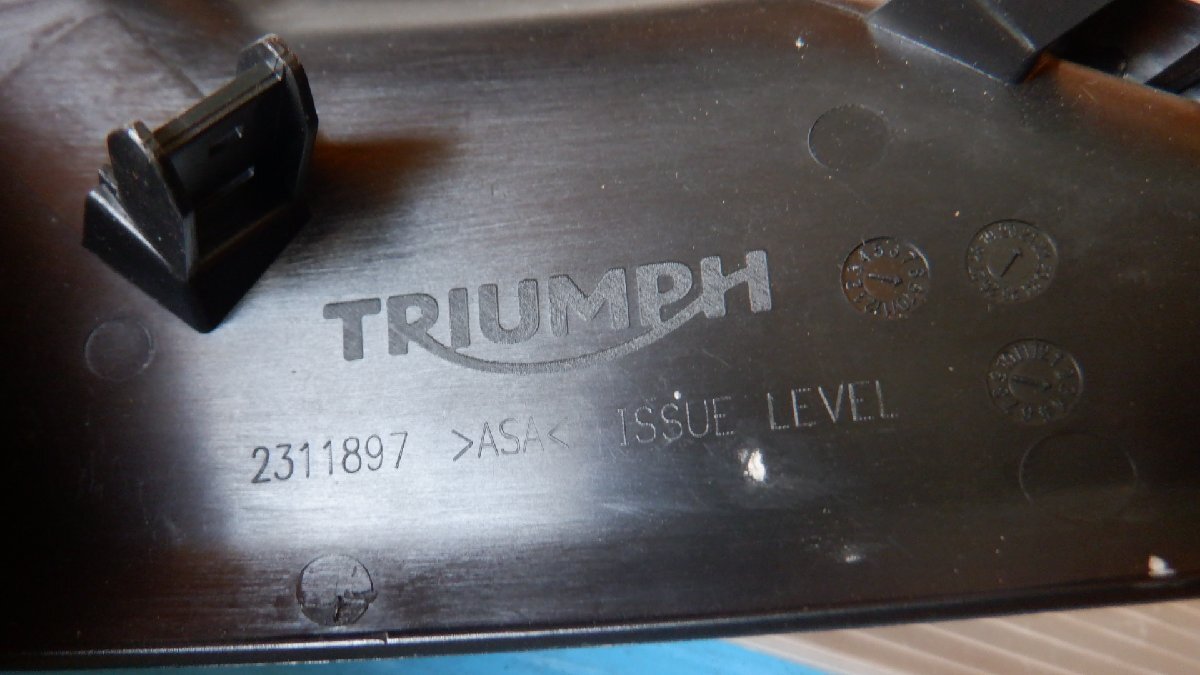 TRIUMPH
2311897 >ASA< ISSUE LEVEL